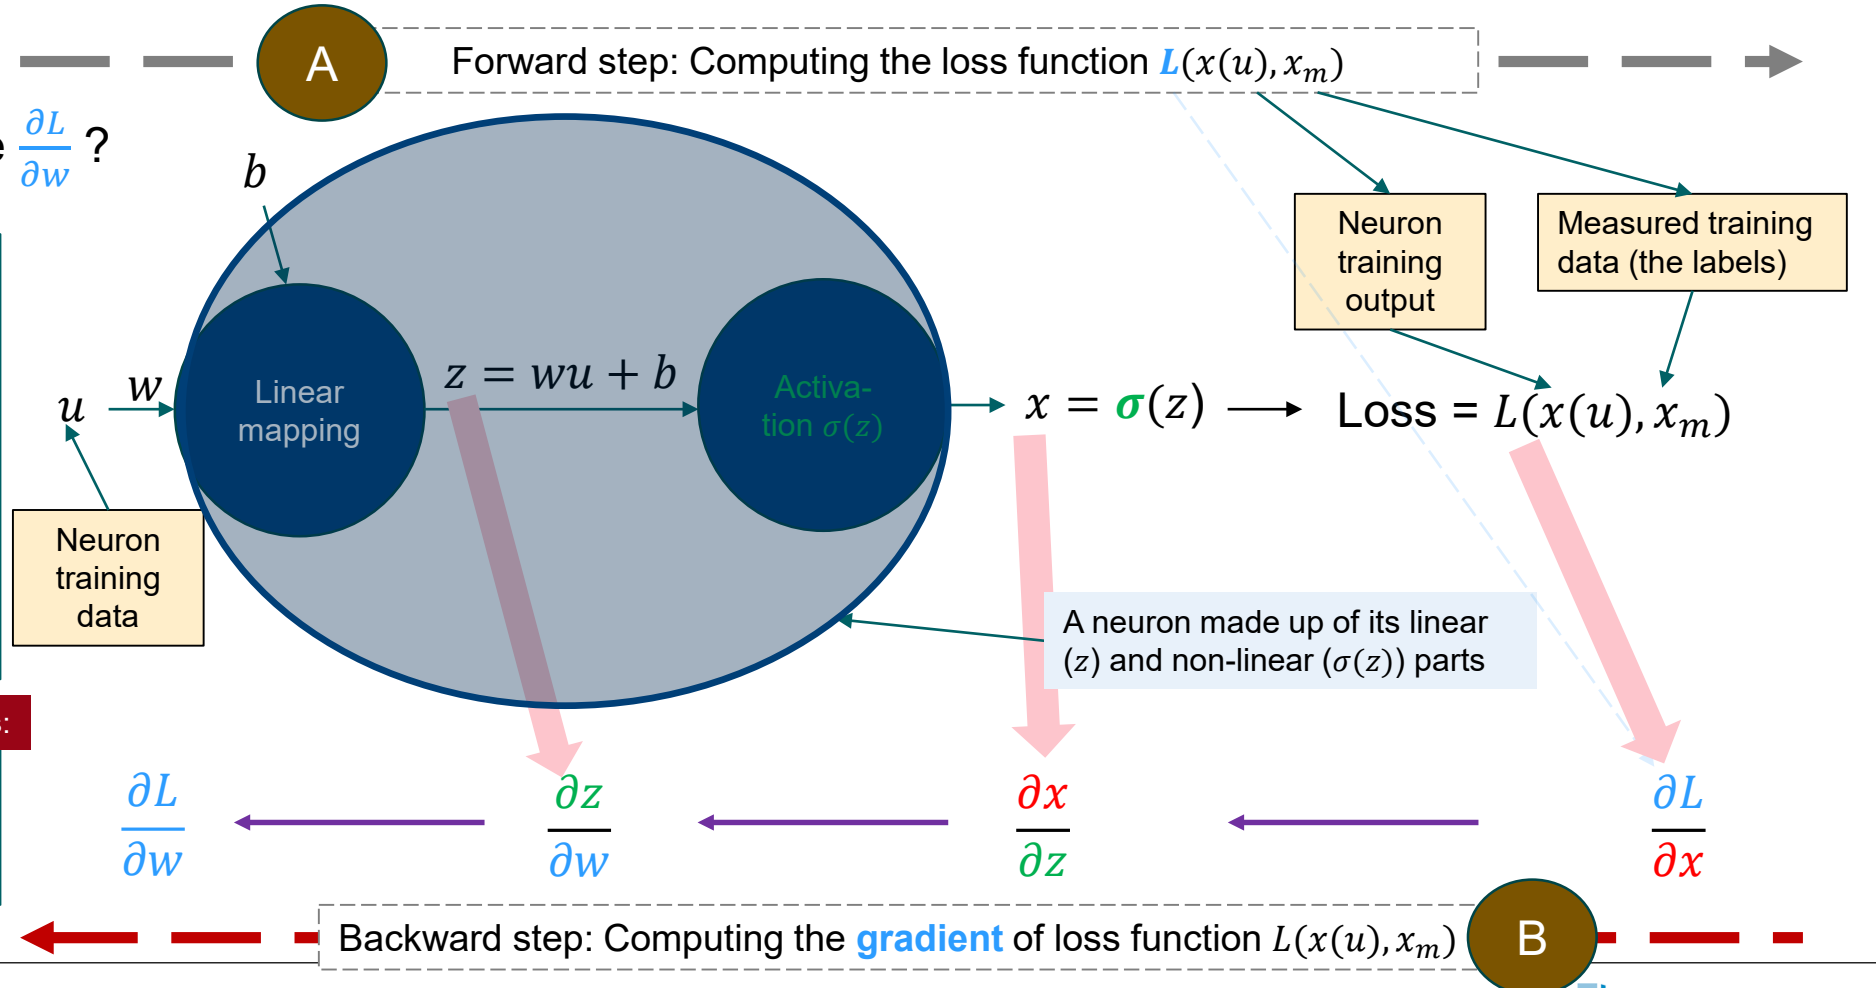 A
Forward step: Computing the loss function L(x(u), x_m)
∂L/∂w ?
b
Neuron
training
output
Measured training
data (the labels)
u
w
Linear
mapping
z = wu + b
Activa-
tion σ(z)
x = σ(z)
Loss = L(x(u), x_m)
Neuron
training
data
A neuron made up of its linear
(z) and non-linear (σ(z)) parts
∂L/∂w
∂z/∂w
∂x/∂z
∂L/∂x
Backward step: Computing the gradient of loss function L(x(u), x_m)
B